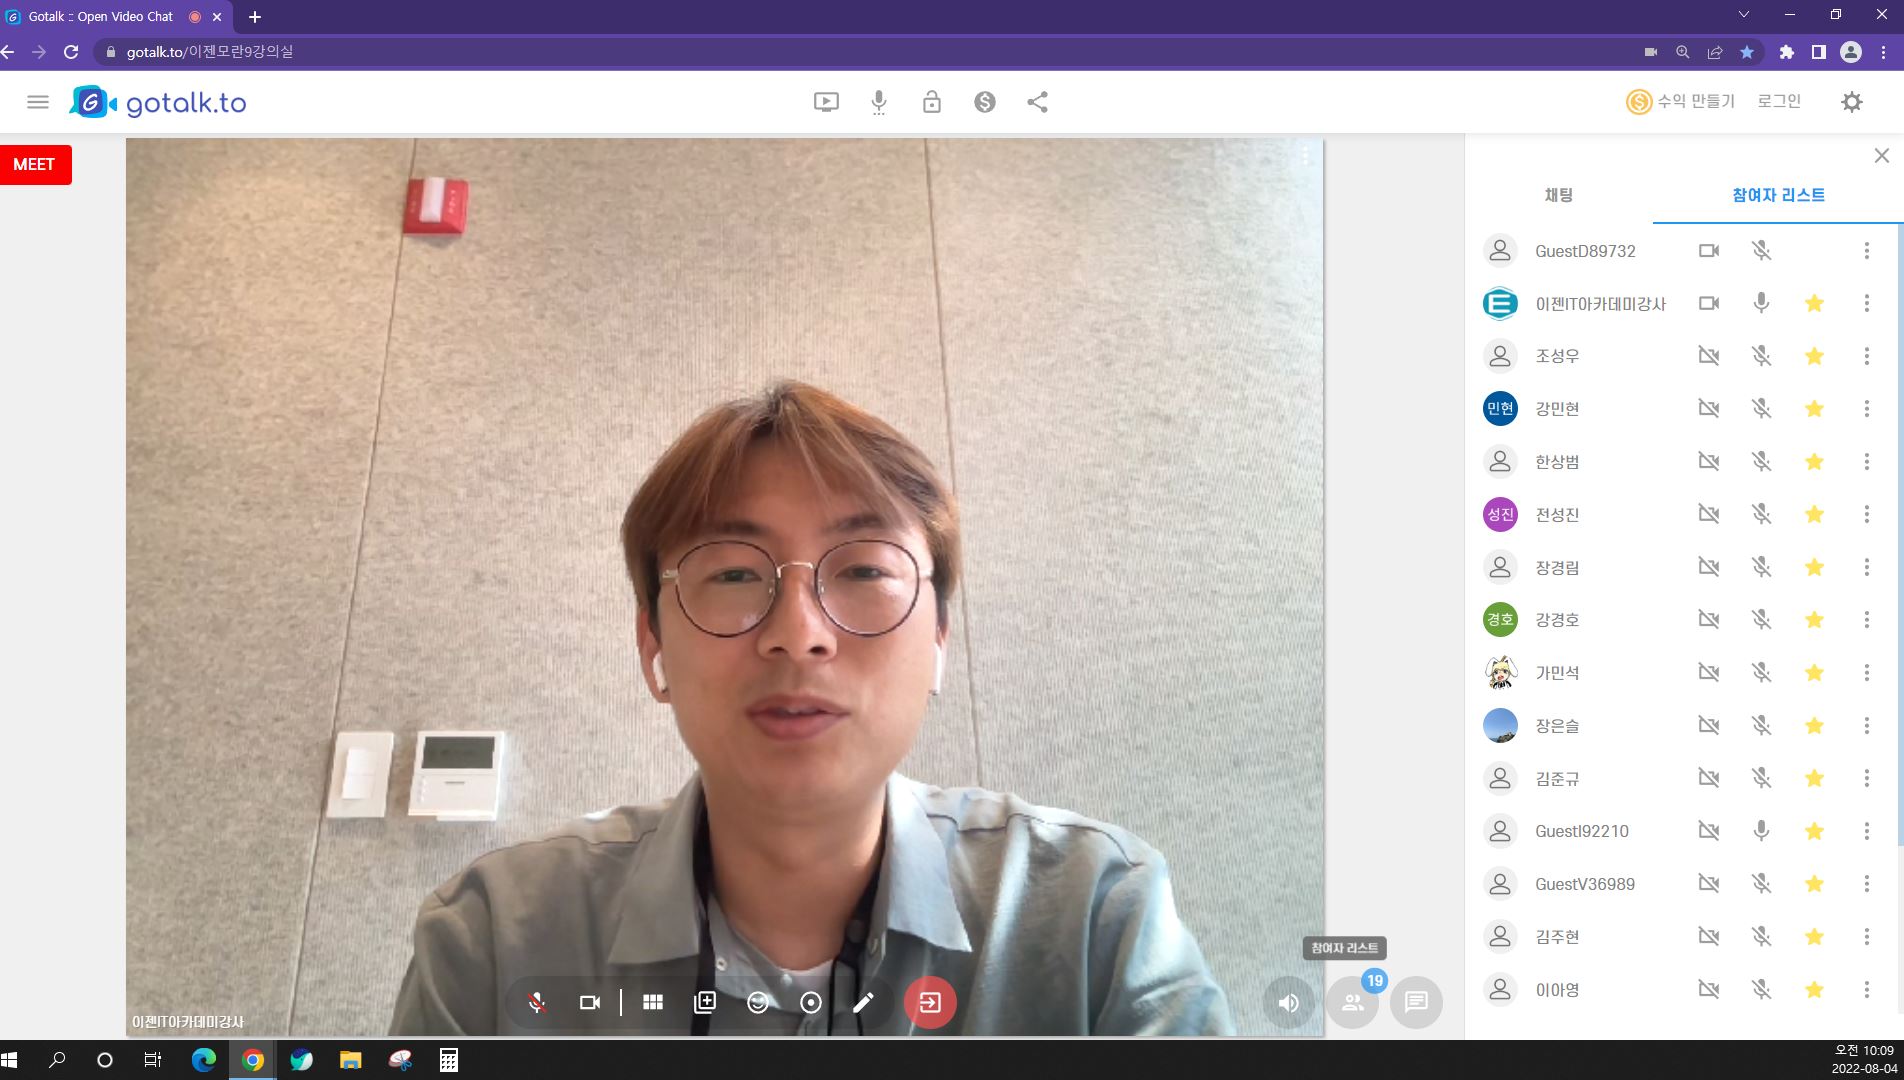 Gotalk :: Open Video Chat
gotalk.to/이젠모란9강의실
gotalk.to
수익 만들기
로그인
MEET
채팅
참여자 리스트
GuestD89732
이젠IT아카데미강사
조성우
민현
강민현
한상범
성진
전성진
장경림
경호
강경호
가민석
장은슬
김준규
GuestI92210
GuestV36989
김주현
이아영
참여자 리스트
19
이젠IT아카데미강사
오전 10:09
2022-08-04